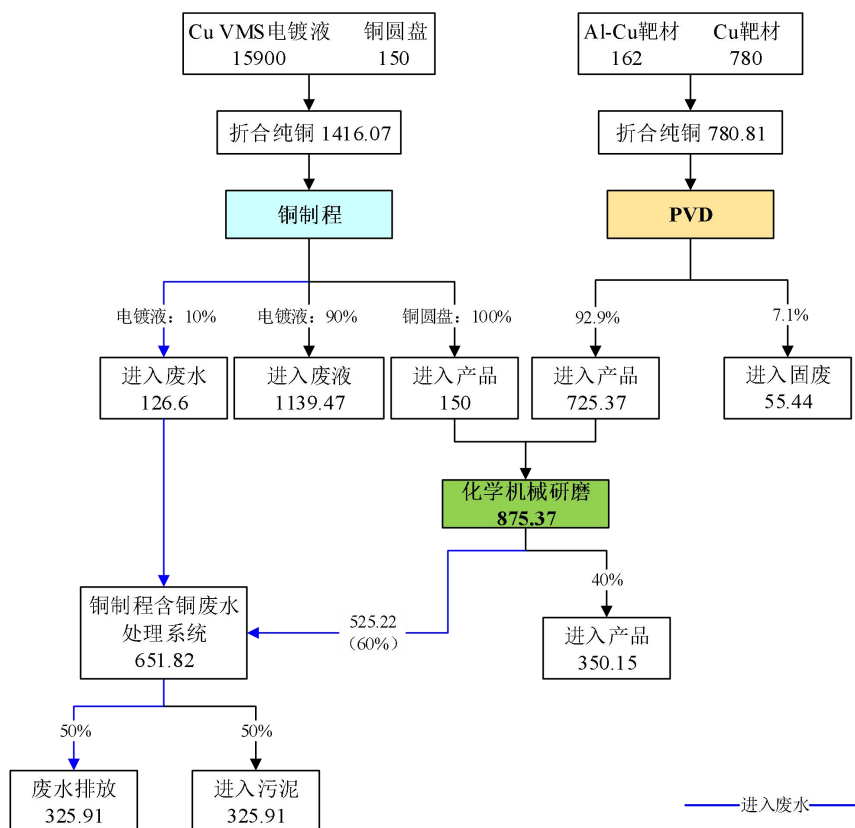 Cu VMS电镀液 铜圆盘
15900 150
Al-Cu靶材 Cu靶材
162 780
折合纯铜 1416.07
折合纯铜 780.81
铜制程
PVD
电镀液：10%
电镀液：90%
铜圆盘：100%
92.9%
7.1%
进入废水
126.6
进入废液
1139.47
进入产品
150
进入产品
725.37
进入固废
55.44
化学机械研磨
875.37
铜制程含铜废水
处理系统
651.82
525.22
（60%）
40%
进入产品
350.15
50%
50%
废水排放
325.91
进入污泥
325.91
进入废水